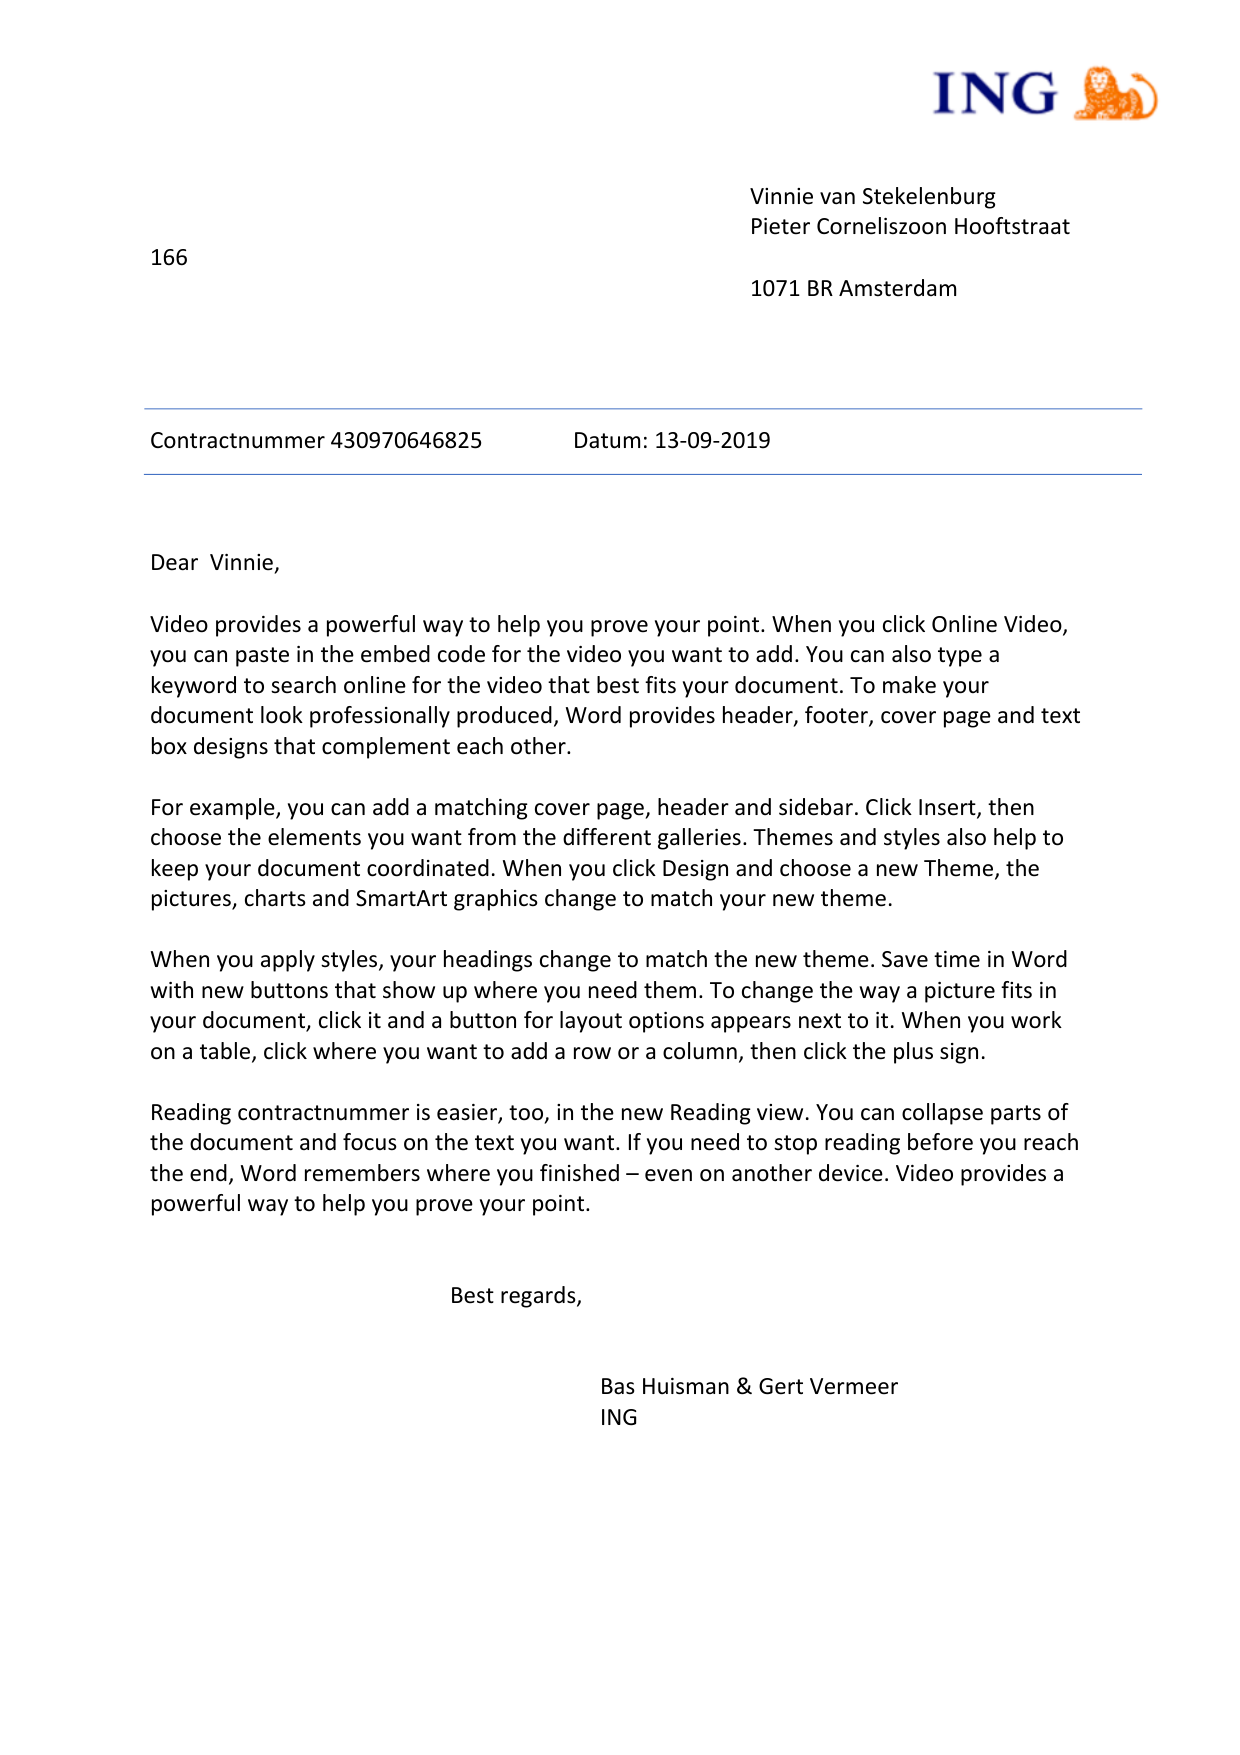 ING
Vinnie van Stekelenburg
Pieter Corneliszoon Hooftstraat
166
1071 BR Amsterdam
Contractnummer 430970646825 Datum: 13-09-2019
Dear  Vinnie,
Video provides a powerful way to help you prove your point. When you click Online Video,
you can paste in the embed code for the video you want to add. You can also type a
keyword to search online for the video that best fits your document. To make your
document look professionally produced, Word provides header, footer, cover page and text
box designs that complement each other.
For example, you can add a matching cover page, header and sidebar. Click Insert, then
choose the elements you want from the different galleries. Themes and styles also help to
keep your document coordinated. When you click Design and choose a new Theme, the
pictures, charts and SmartArt graphics change to match your new theme.
When you apply styles, your headings change to match the new theme. Save time in Word
with new buttons that show up where you need them. To change the way a picture fits in
your document, click it and a button for layout options appears next to it. When you work
on a table, click where you want to add a row or a column, then click the plus sign.
Reading contractnummer is easier, too, in the new Reading view. You can collapse parts of
the document and focus on the text you want. If you need to stop reading before you reach
the end, Word remembers where you finished – even on another device. Video provides a
powerful way to help you prove your point.
Best regards,
Bas Huisman & Gert Vermeer
ING